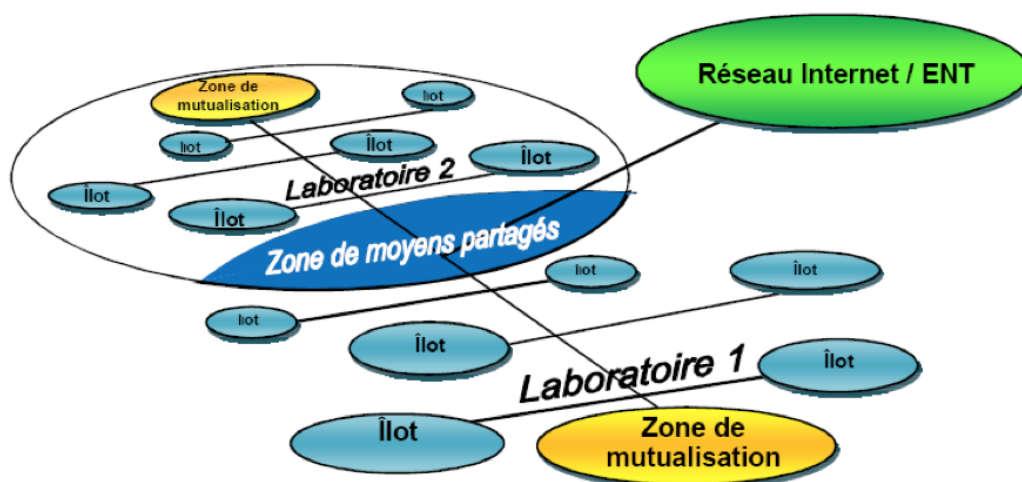 Réseau Internet / ENT
Zone de
mutualisation
Îlot
Îlot
Îlot
Îlot
Îlot
Îlot
Laboratoire 2
Zone de moyens partagés
Îlot
Îlot
Îlot
Îlot
Îlot
Îlot
Laboratoire 1
Zone de
mutualisation